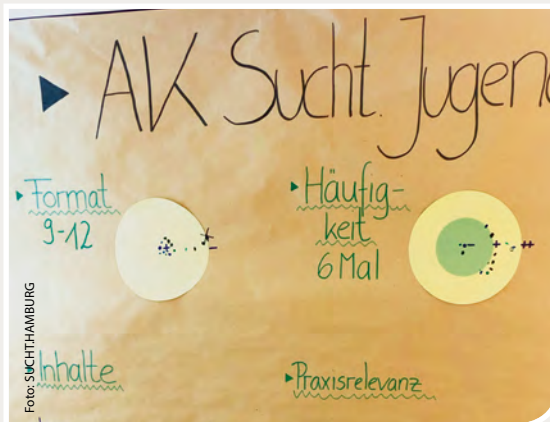 ▸ AK Sucht. Jugend
▸ Format
9-12
▸ Häufig-
keit
6 Mal
Inhalte
▸ Praxisrelevanz
Foto: SUCHT.HAMBURG